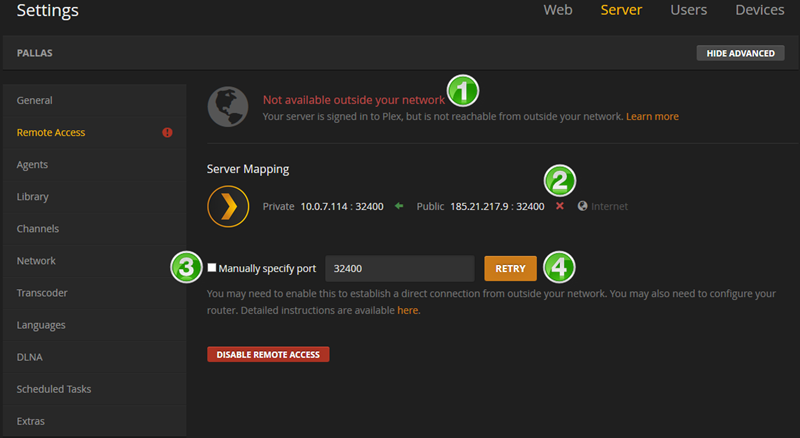 Settings
Web Server Users Devices
PALLAS
HIDE ADVANCED
General
Remote Access
Agents
Library
Channels
Network
Transcoder
Languages
DLNA
Scheduled Tasks
Extras
Not available outside your network
1
Your server is signed in to Plex, but is not reachable from outside your network. Learn more
Server Mapping
2
Private 10.0.7.114 : 32400 Public 185.21.217.9 : 32400 Internet
3 Manually specify port 32400 RETRY 4
You may need to enable this to establish a direct connection from outside your network. You may also need to configure your
router. Detailed instructions are available here.
DISABLE REMOTE ACCESS